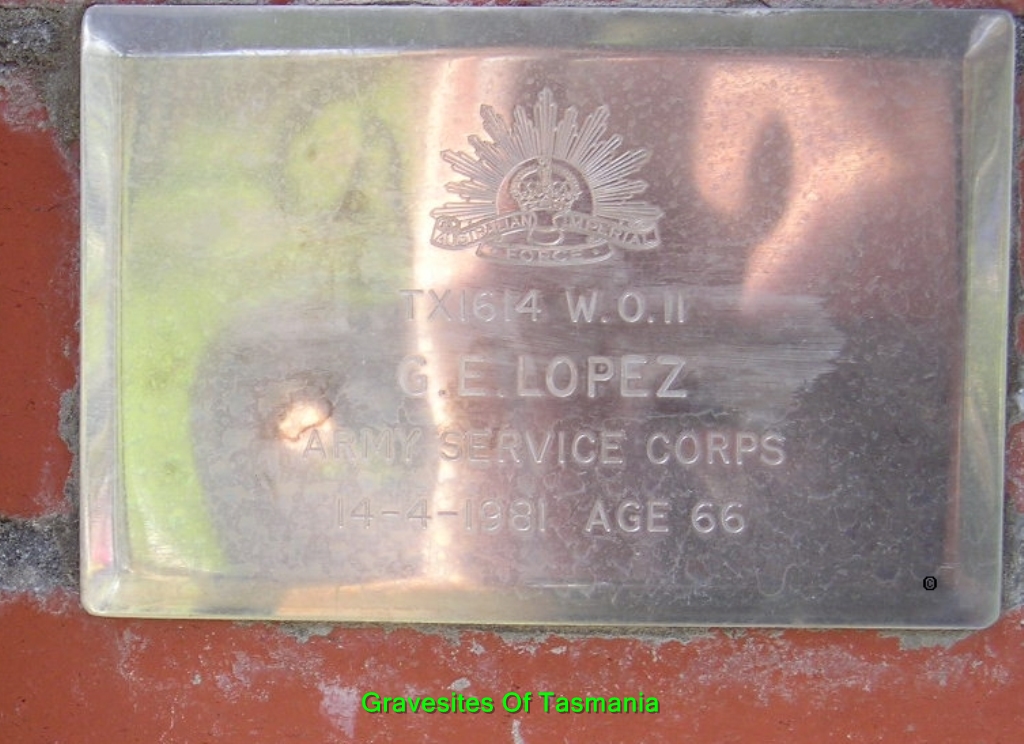 AUSTRALIAN IMPERIAL
FORCE
TX1614 W.O.II
G.E. LOPEZ
ARMY SERVICE CORPS
14-4-1981 AGE 66
©
Gravesites Of Tasmania